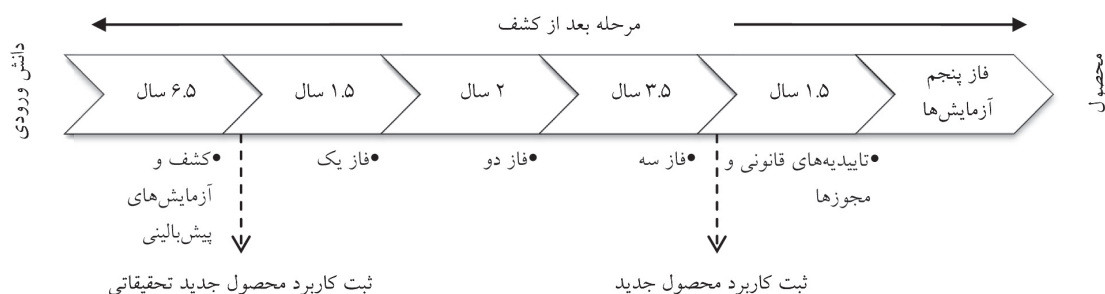 مرحله بعد از کشف
دانش ورودی
۶.۵ سال
۱.۵ سال
۲ سال
۳.۵ سال
۱.۵ سال
فاز پنجم
آزمایش‌ها
محصول
•کشف و
آزمایش‌های
پیش‌بالینی
•فاز یک
•فاز دو
•فاز سه
•تاییدیه‌های قانونی و
مجوزها
ثبت کاربرد محصول جدید تحقیقاتی
ثبت کاربرد محصول جدید